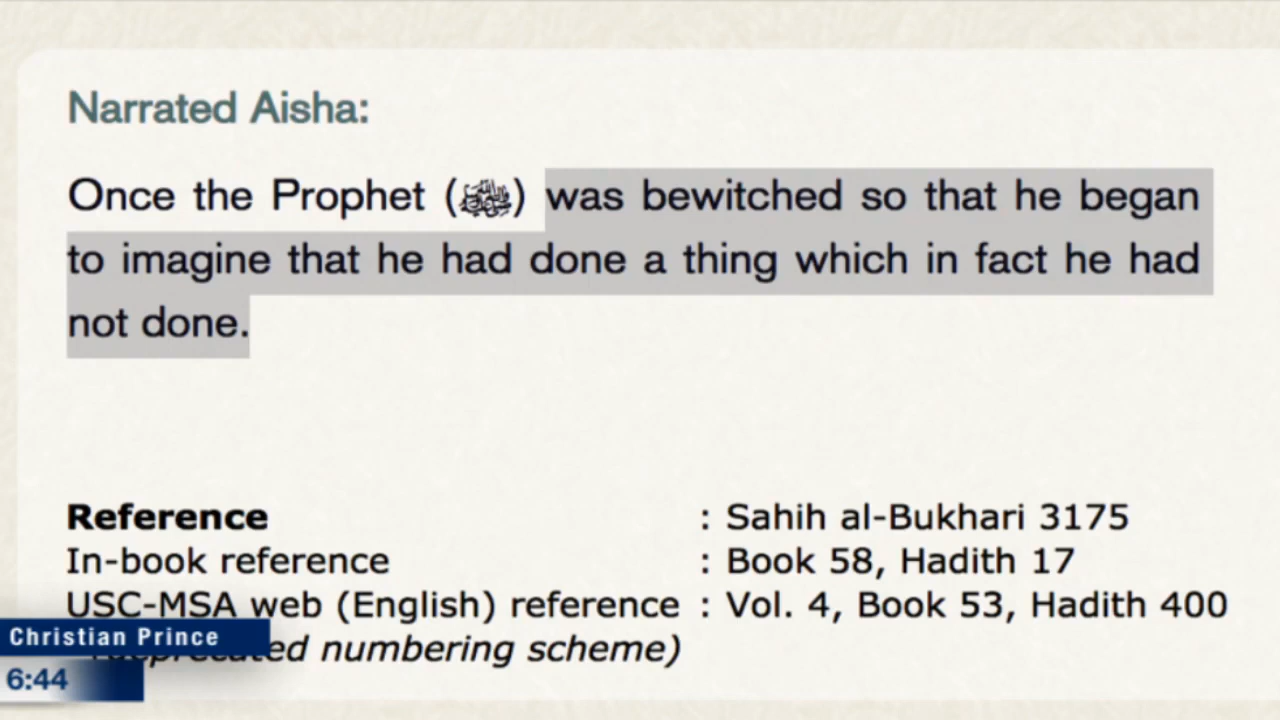 Narrated Aisha:
Once the Prophet (ﷺ) was bewitched so that he began
to imagine that he had done a thing which in fact he had
not done.
Reference : Sahih al-Bukhari 3175
In-book reference : Book 58, Hadith 17
USC-MSA web (English) reference : Vol. 4, Book 53, Hadith 400
(deprecated numbering scheme)
Christian Prince
6:44